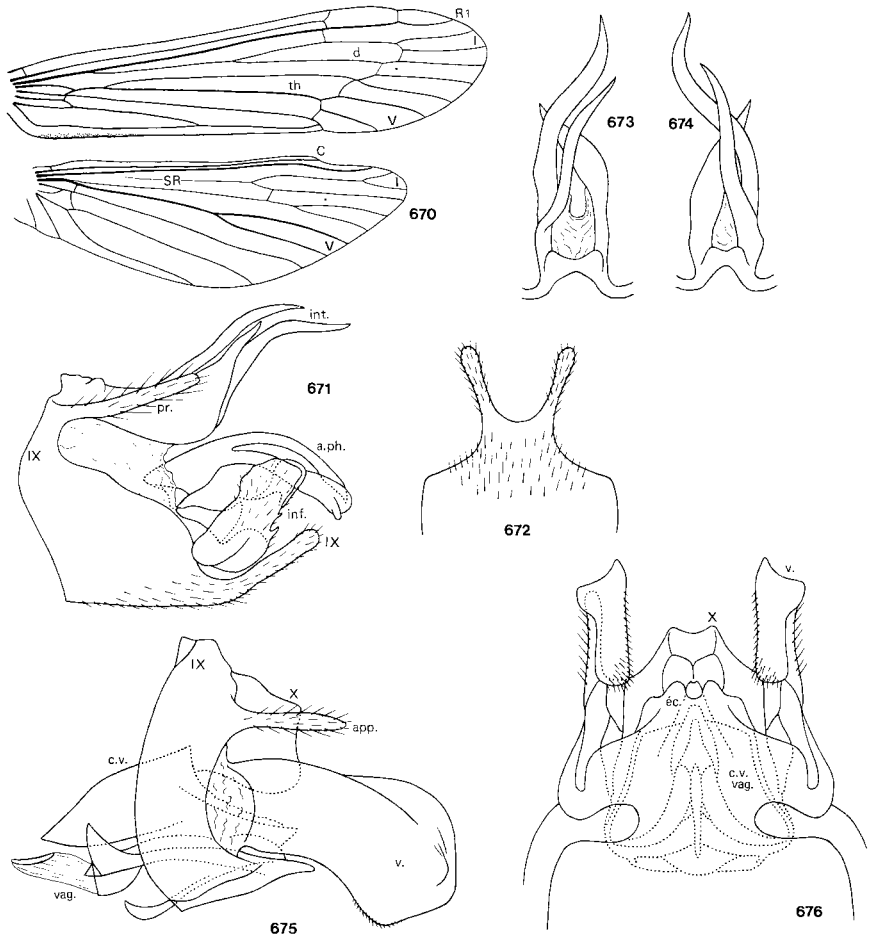 R1
I
d
th
V
C
SR
I
V
670
673
674
int.
671
pr.
IX
a.ph.
inf.
IX
672
IX
X
app.
c.v.
v.
vag.
675
v.
X
éc.
c.v.
vag.
676